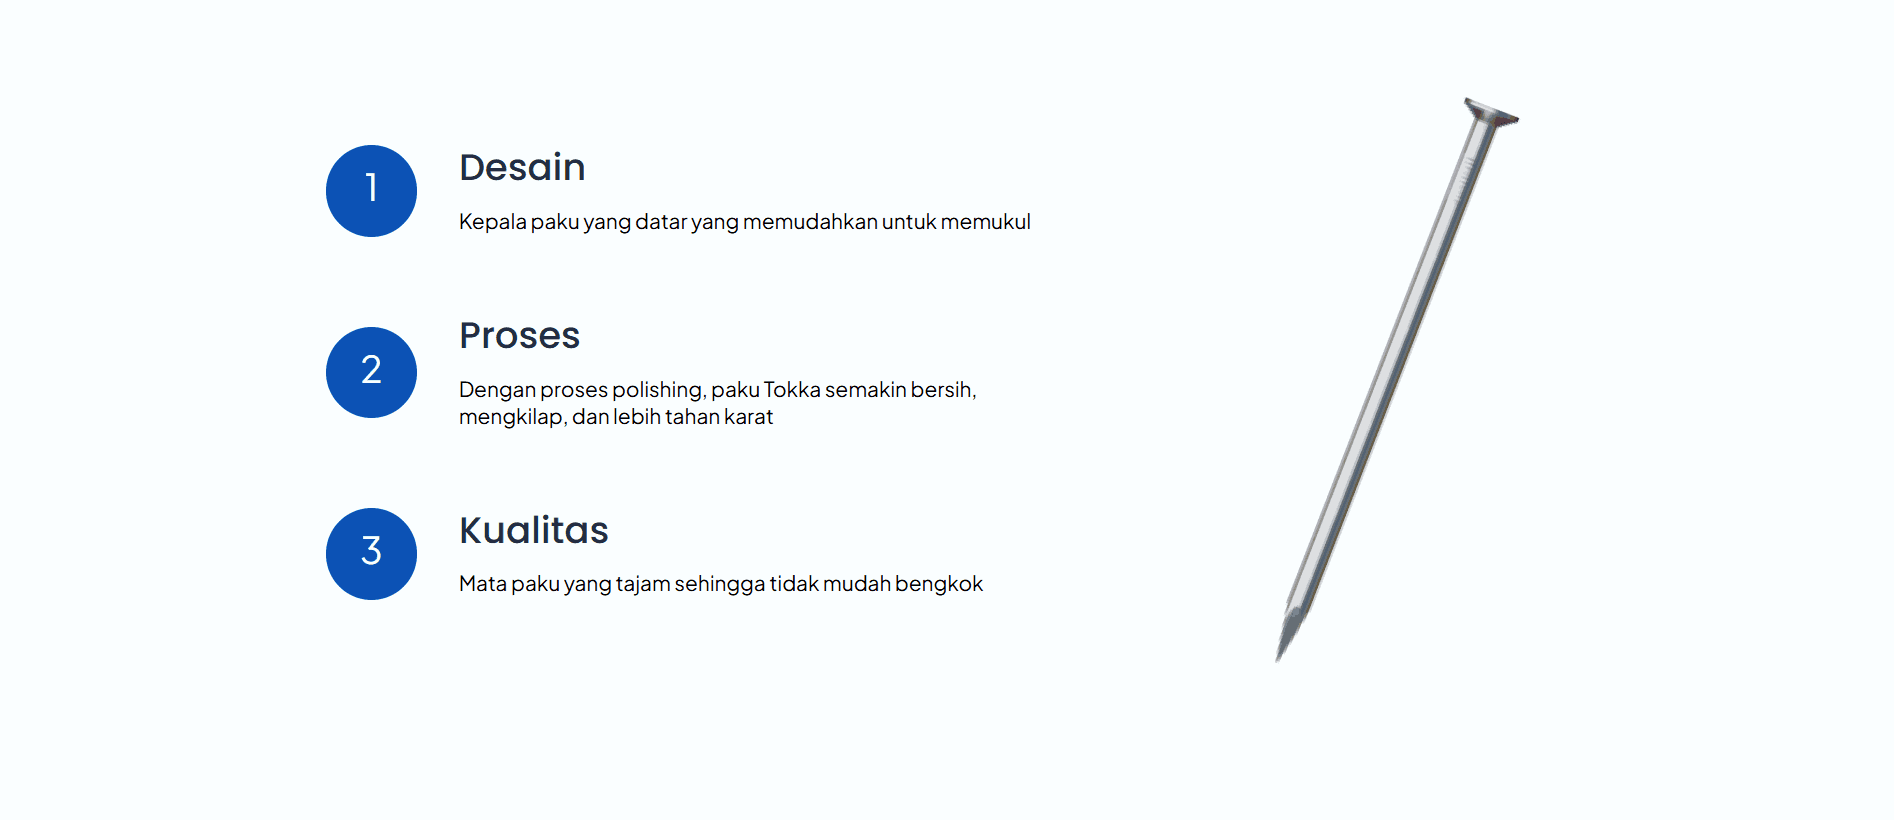 1
Desain
Kepala paku yang datar yang memudahkan untuk memukul
2
Proses
Dengan proses polishing, paku Tokka semakin bersih,
mengkilap, dan lebih tahan karat
3
Kualitas
Mata paku yang tajam sehingga tidak mudah bengkok